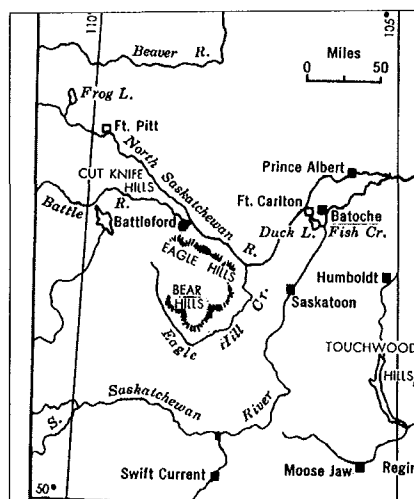 110°
105°
Beaver R.
Miles
0 50
Frog L.
Ft. Pitt
North Saskatchewan R.
CUT KNIFE HILLS
Prince Albert
Ft. Carlton
Battle R.
Battleford
Batoche
Duck L.
Fish Cr.
EAGLE HILLS
Humboldt
BEAR HILLS
Saskatoon
Eagle Hill Cr.
TOUCHWOOD HILLS
S. Saskatchewan River
Swift Current
Moose Jaw
Regin
50°